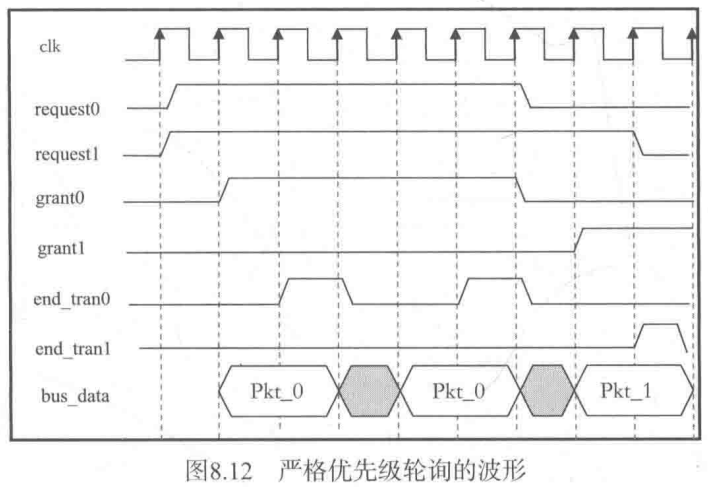 clk
request0
request1
grant0
grant1
end_tran0
end_tran1
bus_data Pkt_0 Pkt_0 Pkt_1
图8.12 严格优先级轮询的波形